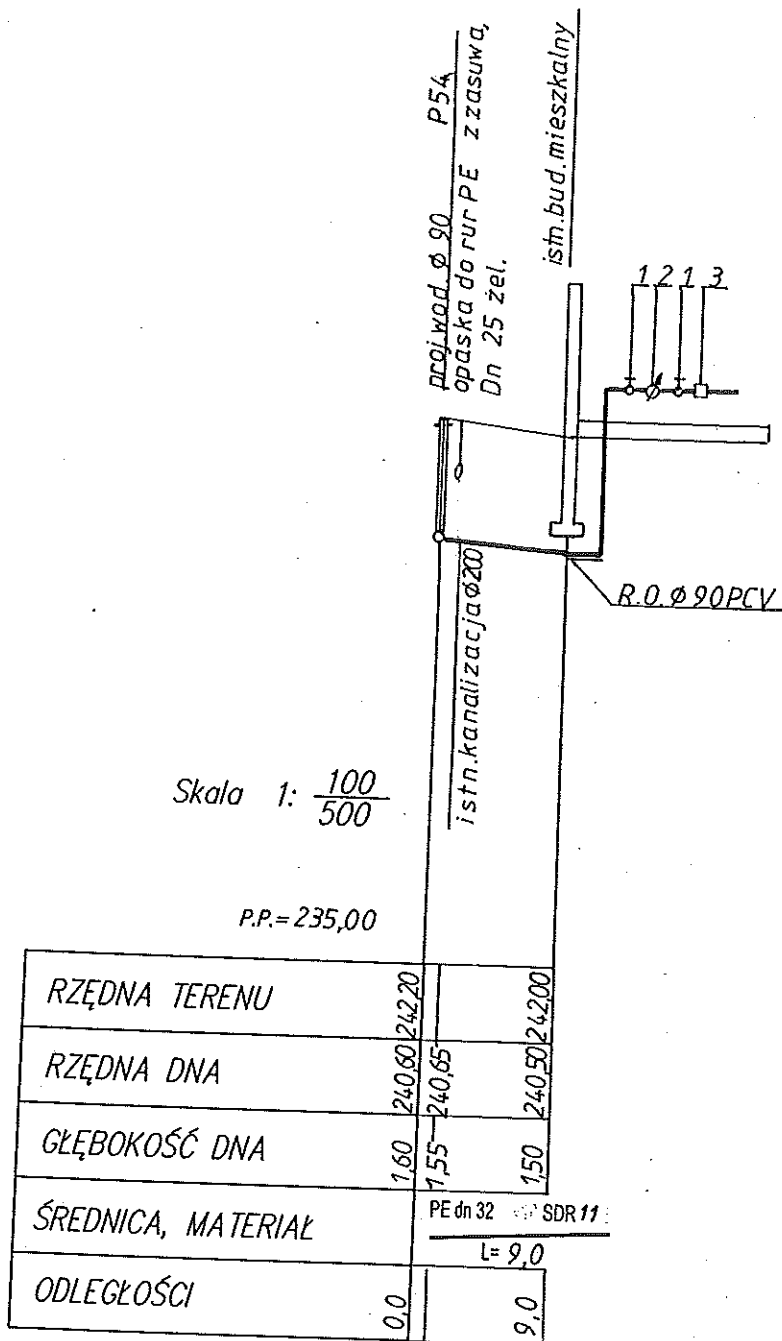 proj.wod. ϕ 90 P54
opaska do rur PE z zasuwą,
Dn 25 żel.
istn.bud.mieszkalny
1 2 1 3
istn.kanalizacja ϕ200
R.O. ϕ 90 PCV
Skala 1: 100
500
P.P.= 235,00
RZĘDNA TERENU 242,20 242,00
RZĘDNA DNA 240,60 240,65 240,50
GŁĘBOKOŚĆ DNA 1,60 1,55 1,50
ŚREDNICA, MATERIAŁ PE dn 32 SDR 11
L= 9,0
ODLEGŁOŚCI 0,0 9,0